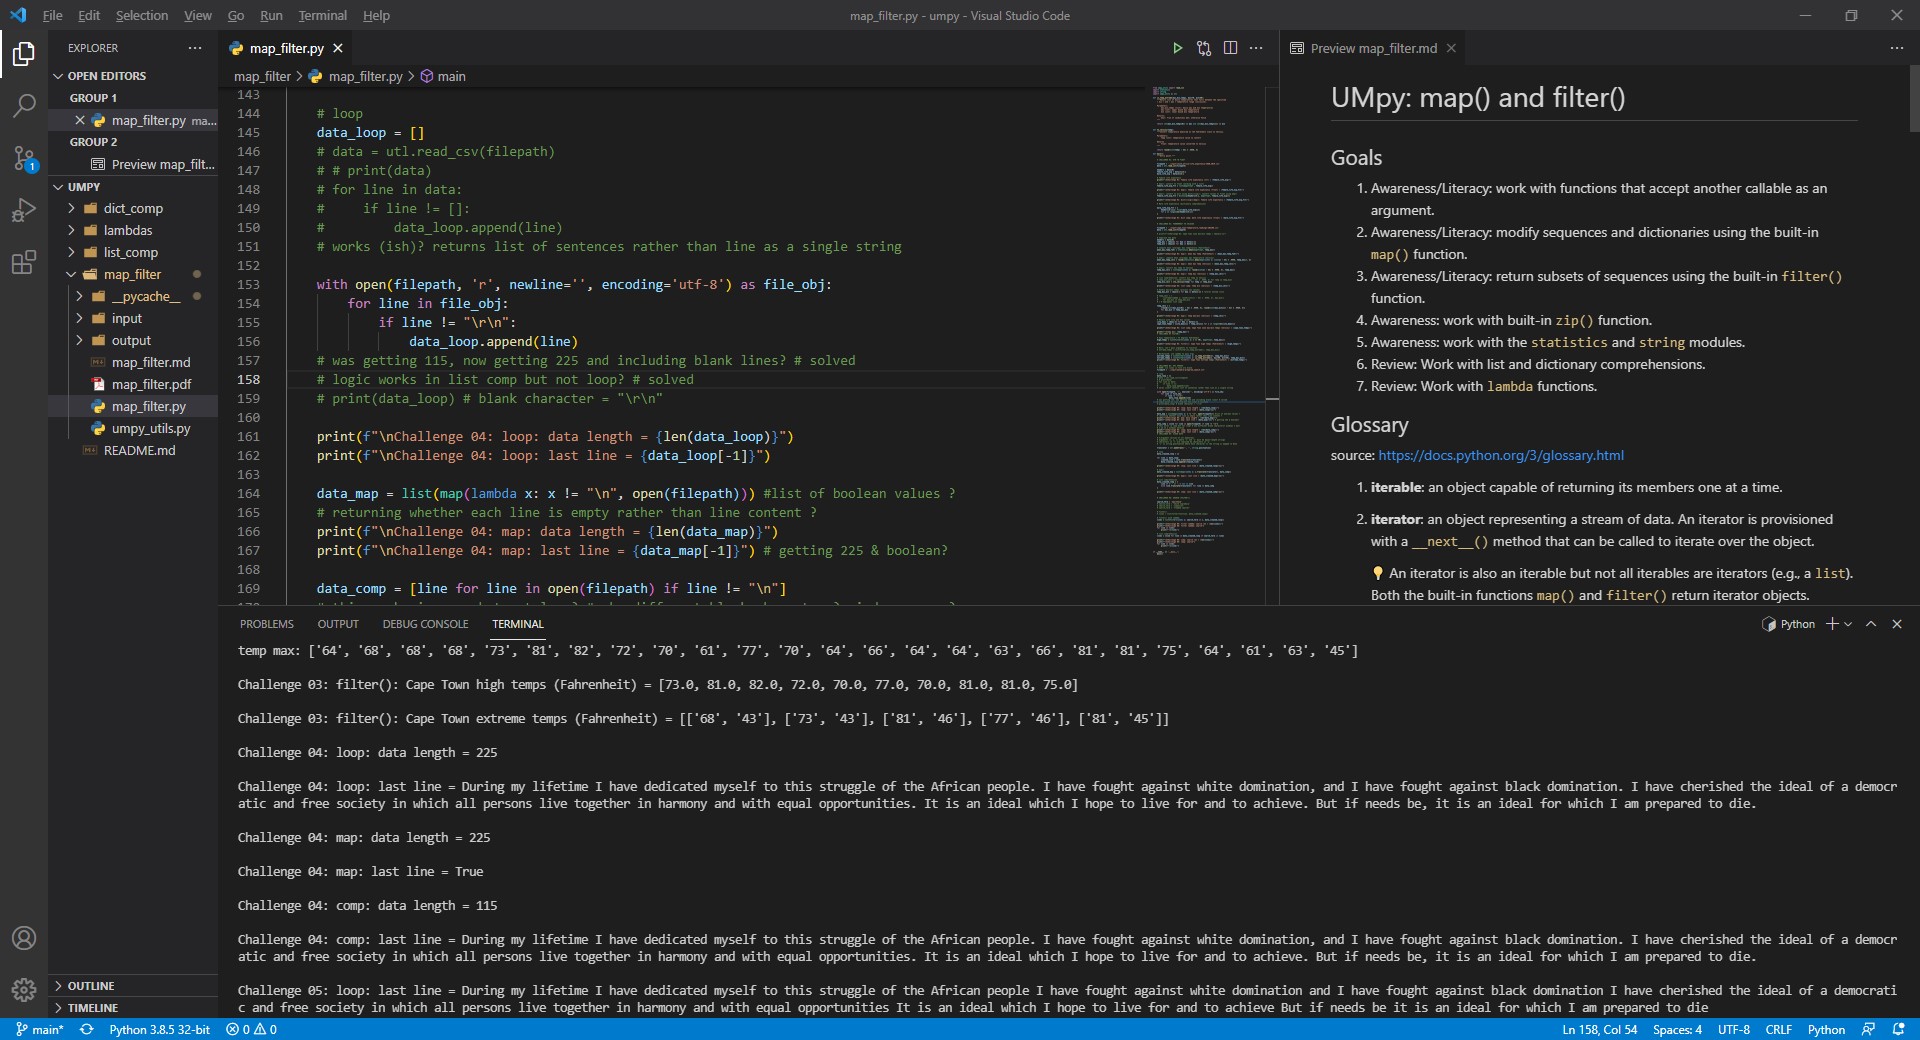 File Edit Selection View Go Run Terminal Help
map_filter.py - umpy - Visual Studio Code
EXPLORER
OPEN EDITORS
GROUP 1
map_filter.py ma...
GROUP 2
Preview map_filt...
UMPY
dict_comp
lambdas
list_comp
map_filter
__pycache__
input
output
map_filter.md
map_filter.pdf
map_filter.py
umpy_utils.py
README.md
OUTLINE
TIMELINE
1
map_filter.py
map_filter > map_filter.py > main
143
144 # loop
145 data_loop = []
146 # data = utl.read_csv(filepath)
147 # # print(data)
148 # for line in data:
149 #     if line != []:
150 #         data_loop.append(line)
151 # works (ish)? returns list of sentences rather than line as a single string
152
153 with open(filepath, 'r', newline='', encoding='utf-8') as file_obj:
154     for line in file_obj:
155         if line != "\r\n":
156             data_loop.append(line)
157 # was getting 115, now getting 225 and including blank lines? # solved
158 # logic works in list comp but not loop? # solved
159 # print(data_loop) # blank character = "\r\n"
160
161 print(f"\nChallenge 04: loop: data length = {len(data_loop)}")
162 print(f"\nChallenge 04: loop: last line = {data_loop[-1]}")
163
164 data_map = list(map(lambda x: x != "\n", open(filepath))) #list of boolean values ?
165 # returning whether each line is empty rather than line content ?
166 print(f"\nChallenge 04: map: data length = {len(data_map)}")
167 print(f"\nChallenge 04: map: last line = {data_map[-1]}") # getting 225 & boolean?
168
169 data_comp = [line for line in open(filepath) if line != "\n"]
Preview map_filter.md
UMpy: map() and filter()
Goals
1. Awareness/Literacy: work with functions that accept another callable as an
argument.
2. Awareness/Literacy: modify sequences and dictionaries using the built-in
map() function.
3. Awareness/Literacy: return subsets of sequences using the built-in filter()
function.
4. Awareness: work with built-in zip() function.
5. Awareness: work with the statistics and string modules.
6. Review: Work with list and dictionary comprehensions.
7. Review: Work with lambda functions.
Glossary
source: https://docs.python.org/3/glossary.html
1. iterable: an object capable of returning its members one at a time.
2. iterator: an object representing a stream of data. An iterator is provisioned
with a __next__() method that can be called to iterate over the object.
💡 An iterator is also an iterable but not all iterables are iterators (e.g., a list).
Both the built-in functions map() and filter() return iterator objects.
PROBLEMS OUTPUT DEBUG CONSOLE TERMINAL
Python
temp max: ['64', '68', '68', '68', '73', '81', '82', '72', '70', '61', '77', '70', '64', '66', '64', '64', '63', '66', '81', '81', '75', '64', '61', '63', '45']
Challenge 03: filter(): Cape Town high temps (Fahrenheit) = [73.0, 81.0, 82.0, 72.0, 70.0, 77.0, 70.0, 81.0, 81.0, 75.0]
Challenge 03: filter(): Cape Town extreme temps (Fahrenheit) = [['68', '43'], ['73', '43'], ['81', '46'], ['77', '46'], ['81', '45']]
Challenge 04: loop: data length = 225
Challenge 04: loop: last line = During my lifetime I have dedicated myself to this struggle of the African people. I have fought against white domination, and I have fought against black domination. I have cherished the ideal of a democr
atic and free society in which all persons live together in harmony and with equal opportunities. It is an ideal which I hope to live for and to achieve. But if needs be, it is an ideal for which I am prepared to die.
Challenge 04: map: data length = 225
Challenge 04: map: last line = True
Challenge 04: comp: data length = 115
Challenge 04: comp: last line = During my lifetime I have dedicated myself to this struggle of the African people. I have fought against white domination, and I have fought against black domination. I have cherished the ideal of a democr
atic and free society in which all persons live together in harmony and with equal opportunities. It is an ideal which I hope to live for and to achieve. But if needs be, it is an ideal for which I am prepared to die.
Challenge 05: loop: last line = During my lifetime I have dedicated myself to this struggle of the African people I have fought against white domination and I have fought against black domination I have cherished the ideal of a democrati
c and free society in which all persons live together in harmony and with equal opportunities It is an ideal which I hope to live for and to achieve But if needs be it is an ideal for which I am prepared to die
main* Python 3.8.5 32-bit 0 0 Ln 158, Col 54 Spaces: 4 UTF-8 CRLF Python